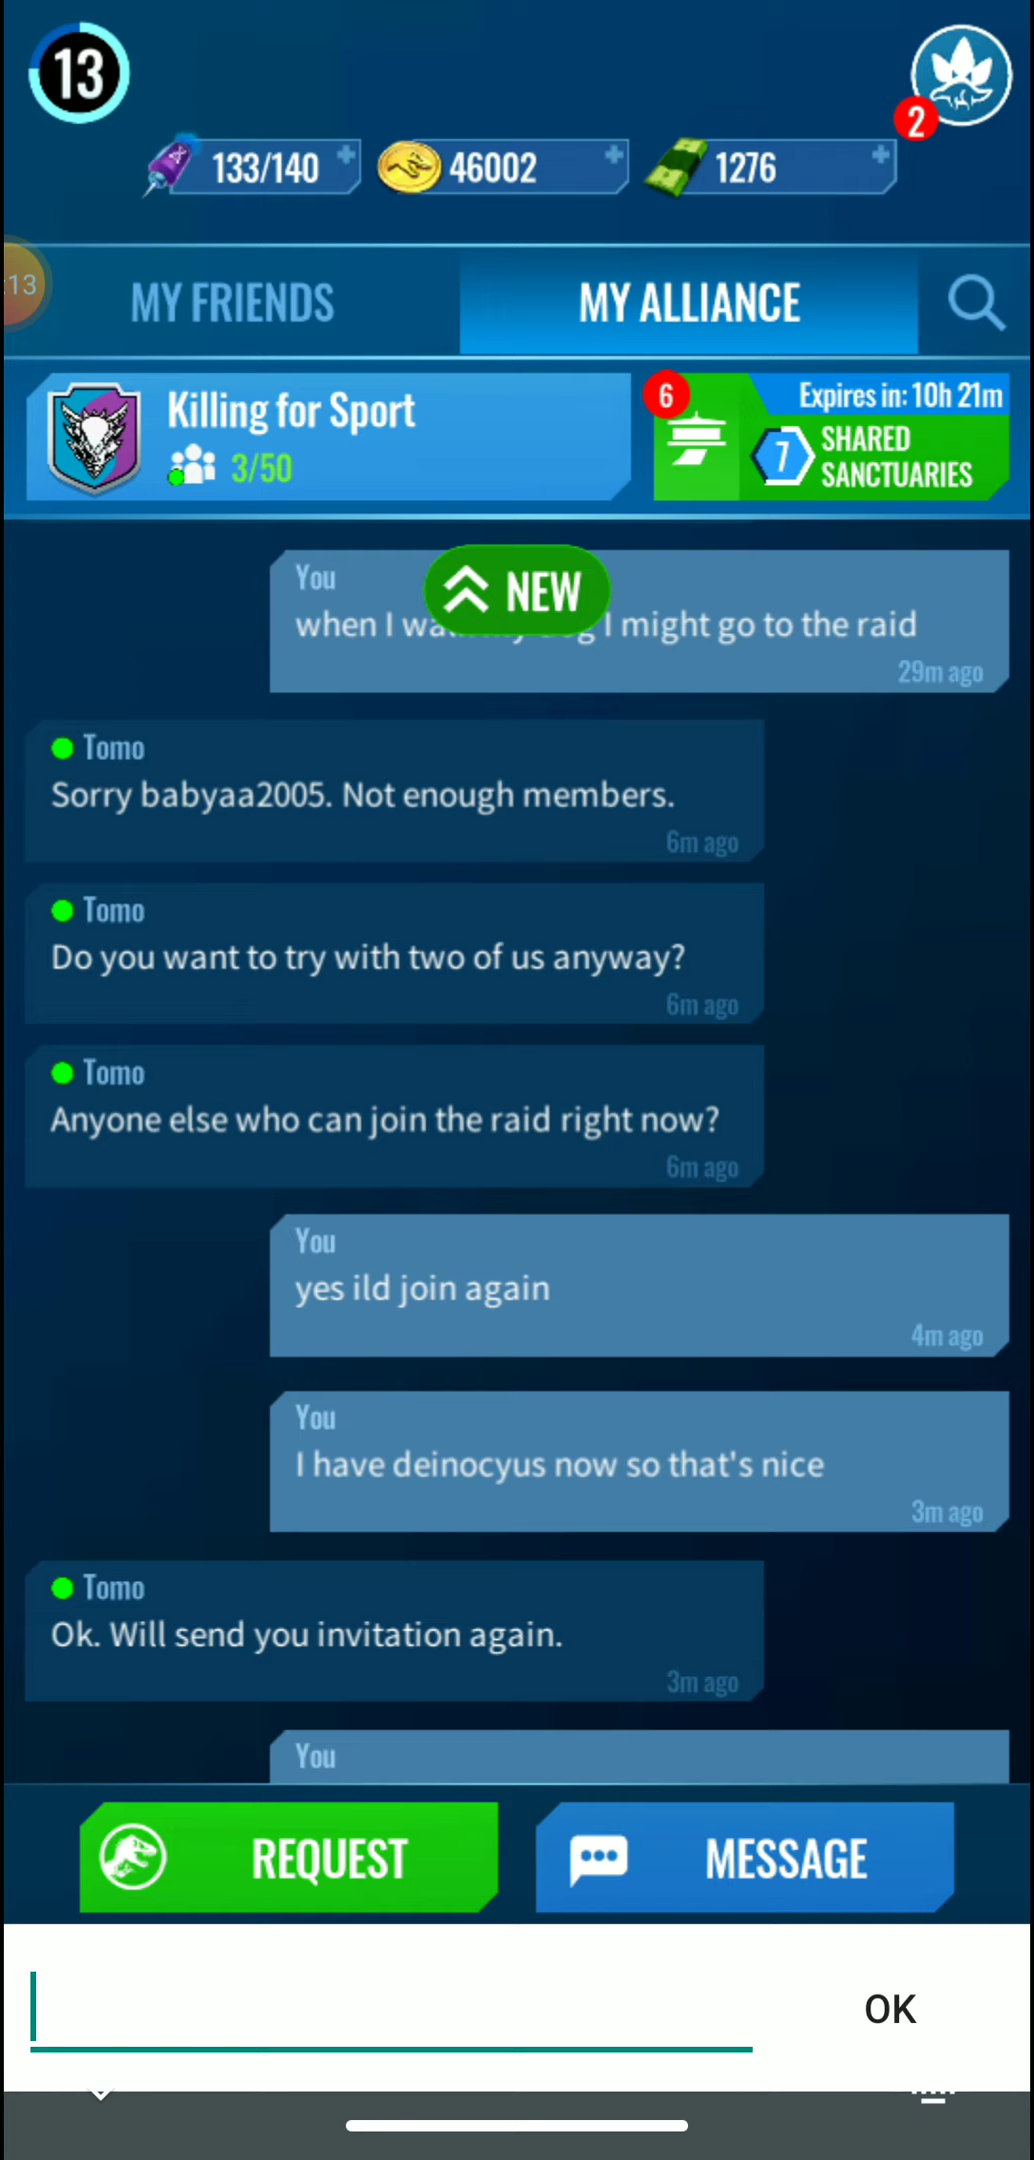 13
2
133/140
46002
1276
:13
MY FRIENDS
MY ALLIANCE
Killing for Sport
3/50
6
Expires in: 10h 21m
7
SHARED
SANCTUARIES
NEW
You
when I I might go to the raid
29m ago
Tomo
Sorry babyaa2005. Not enough members.
6m ago
Tomo
Do you want to try with two of us anyway?
6m ago
Tomo
Anyone else who can join the raid right now?
6m ago
You
yes ild join again
4m ago
You
I have deinocyus now so that's nice
3m ago
Tomo
Ok. Will send you invitation again.
3m ago
You
REQUEST
MESSAGE
OK